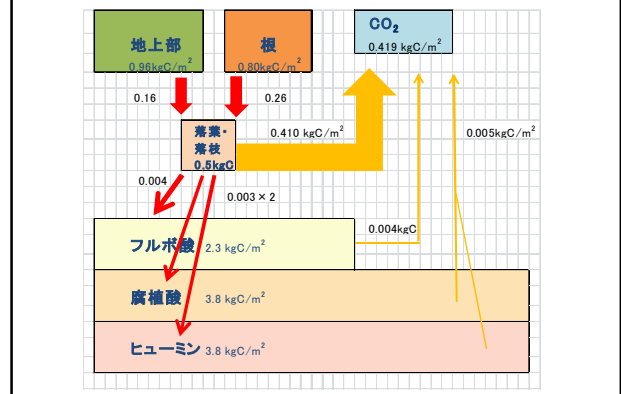 地上部
0.96kgC/m²
根
0.80kgC/m²
CO₂
0.419 kgC/m²
0.16
0.26
落葉・
落枝
0.5kgC
0.410 kgC/m²
0.005kgC/m²
0.004
0.003×2
0.004kgC
フルボ酸 2.3 kgC/m²
腐植酸 3.8 kgC/m²
ヒューミン 3.8 kgC/m²